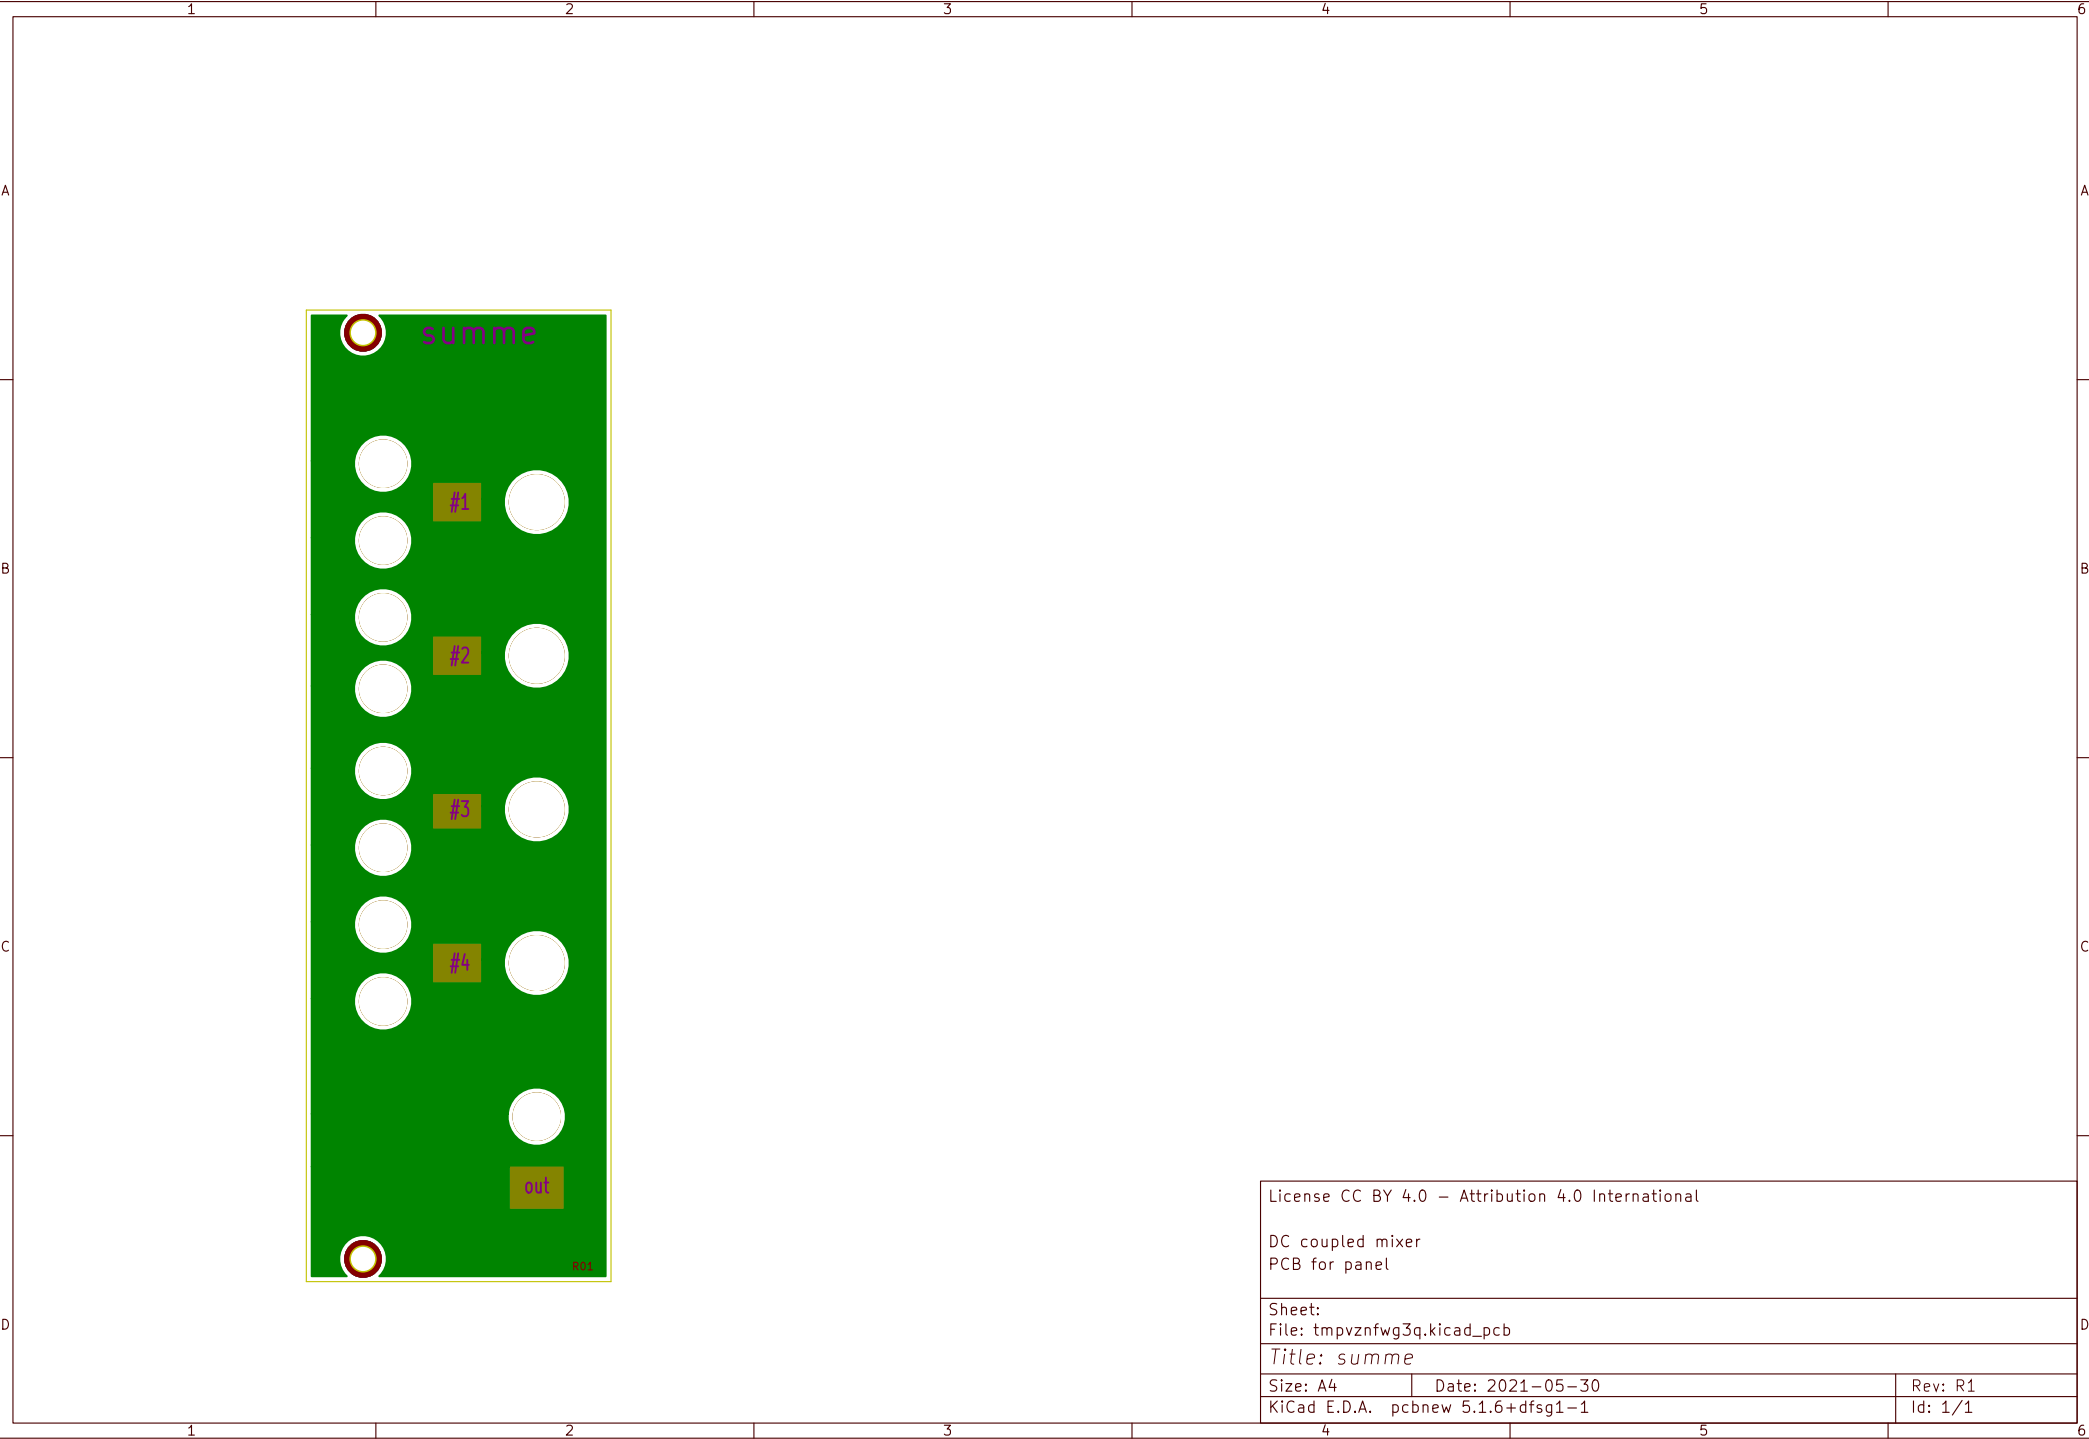 1 2 3 4 5 6
A A
B B
C C
D D
summe
#1
#2
#3
#4
out
R01
License CC BY 4.0 - Attribution 4.0 International
DC coupled mixer
PCB for panel
Sheet:
File: tmpvznfwg3q.kicad_pcb
Title: summe
Size: A4 Date: 2021-05-30 Rev: R1
KiCad E.D.A. pcbnew 5.1.6+dfsg1-1 Id: 1/1
1 2 3 4 5 6